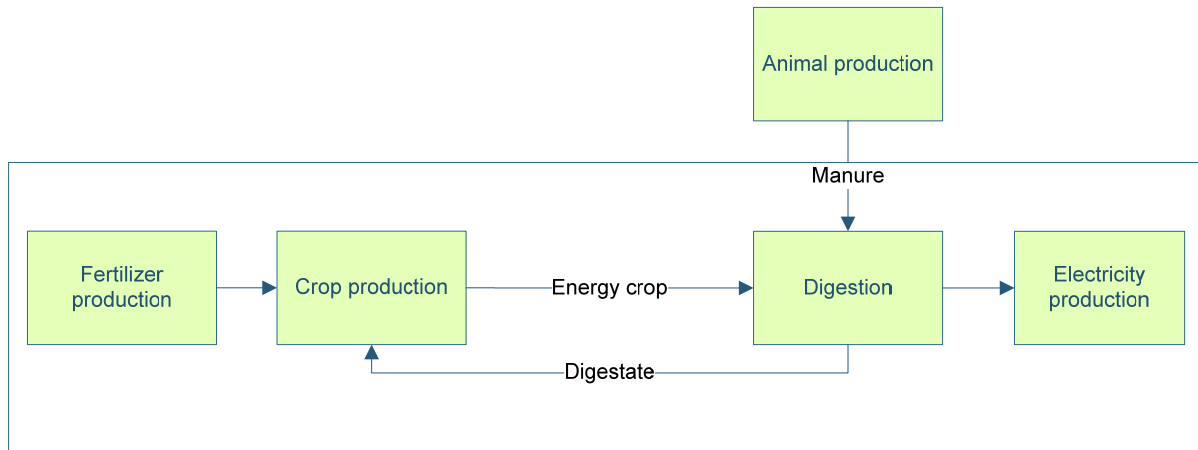 Animal production
Manure
Fertilizer
production
Crop production
Energy crop
Digestion
Electricity
production
Digestate